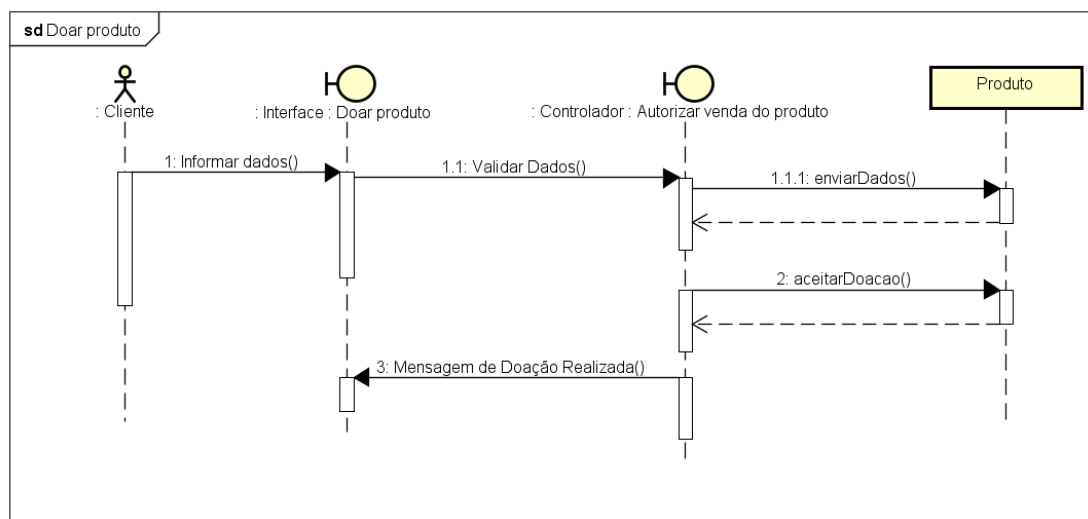 sd Doar produto
: Cliente
: Interface : Doar produto
: Controlador : Autorizar venda do produto
Produto
1: Informar dados()
1.1: Validar Dados()
1.1.1: enviarDados()
2: aceitarDoacao()
3: Mensagem de Doação Realizada()